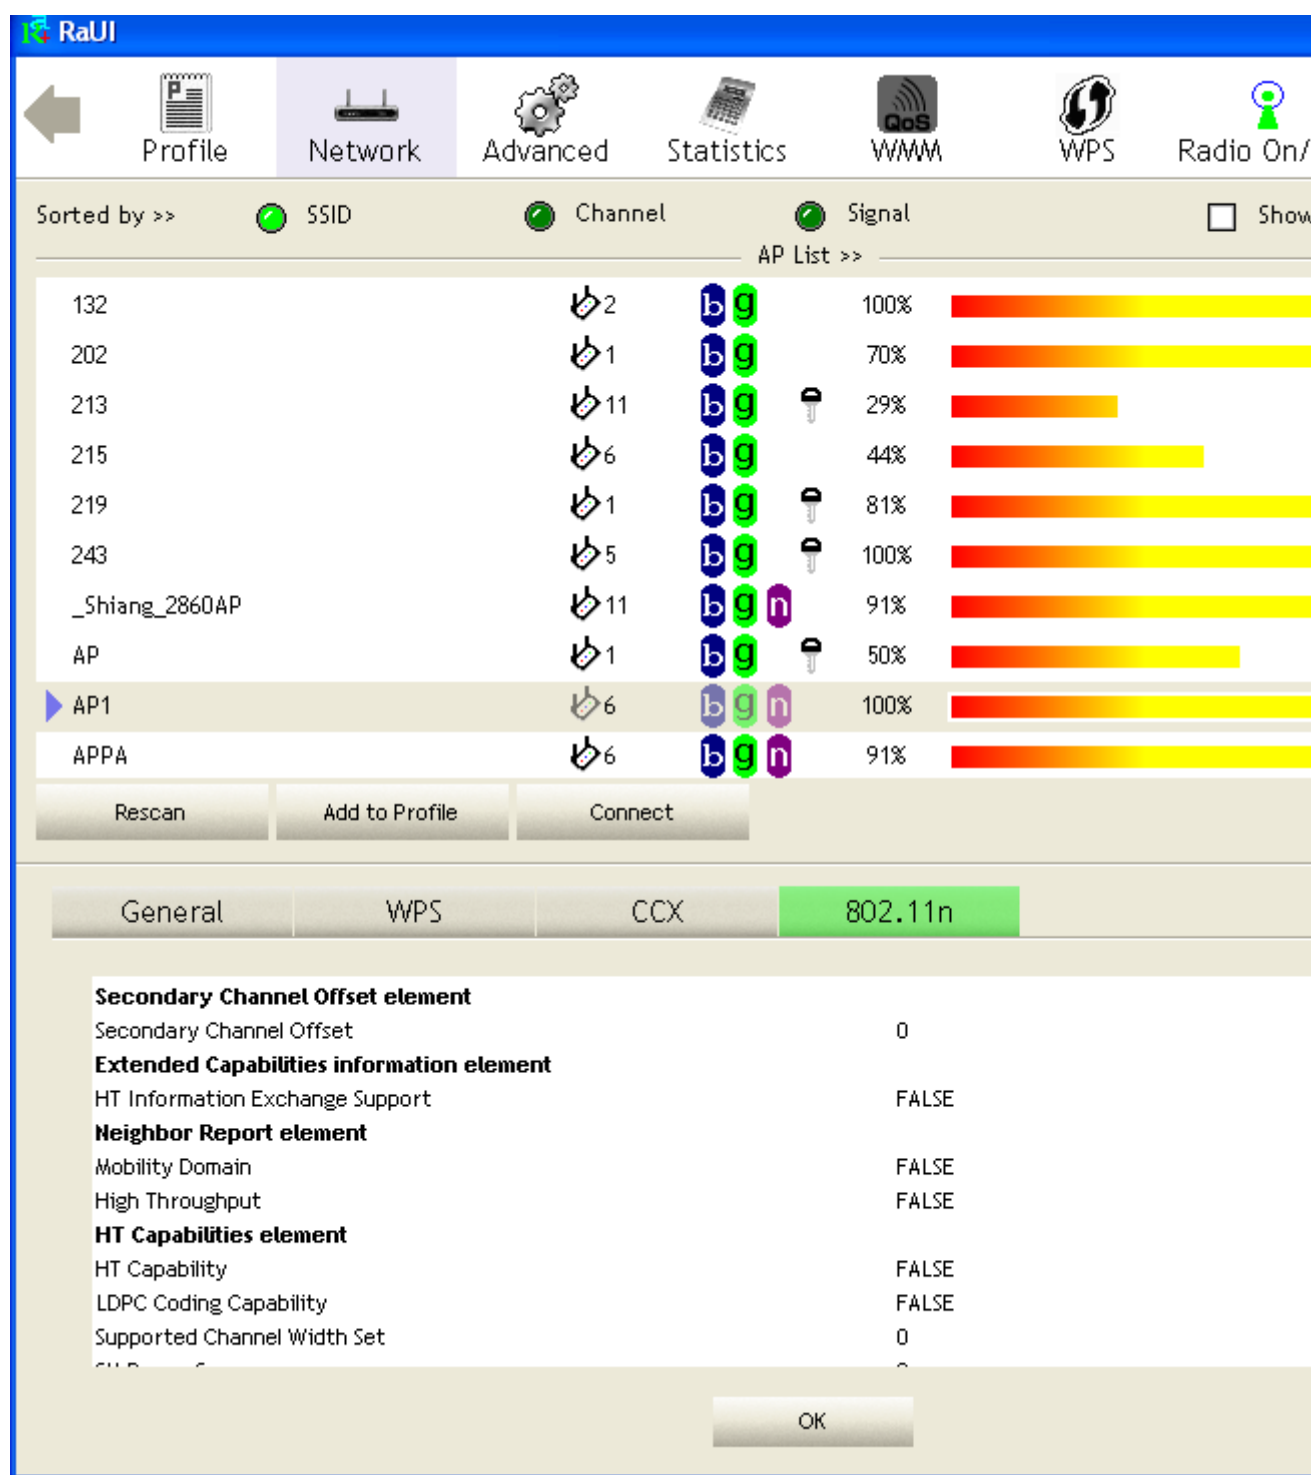 RaUI
Profile Network Advanced Statistics QoS WMM WPS Radio On/
Sorted by >> SSID Channel Signal Show
AP List >>
132 2 b g 100%
202 1 b g 70%
213 11 b g 29%
215 6 b g 44%
219 1 b g 81%
243 5 b g 100%
_Shiang_2860AP 11 b g n 91%
AP 1 b g 50%
AP1 6 b g n 100%
APPA 6 b g n 91%
Rescan Add to Profile Connect
General WPS CCX 802.11n
Secondary Channel Offset element
Secondary Channel Offset 0
Extended Capabilities information element
HT Information Exchange Support FALSE
Neighbor Report element
Mobility Domain FALSE
High Throughput FALSE
HT Capabilities element
HT Capability FALSE
LDPC Coding Capability FALSE
Supported Channel Width Set 0
OK